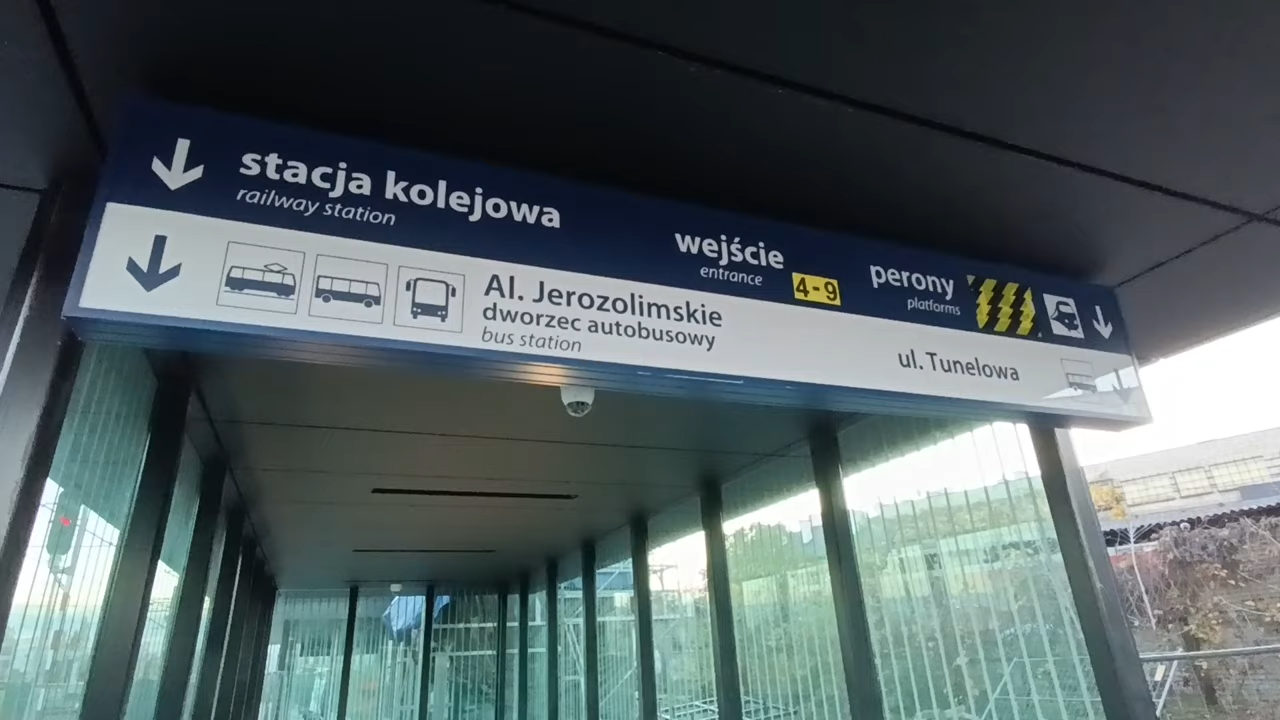 stacja kolejowa
railway station
wejście
entrance
4-9
perony
platforms
Al. Jerozolimskie
dworzec autobusowy
bus station
ul. Tunelowa